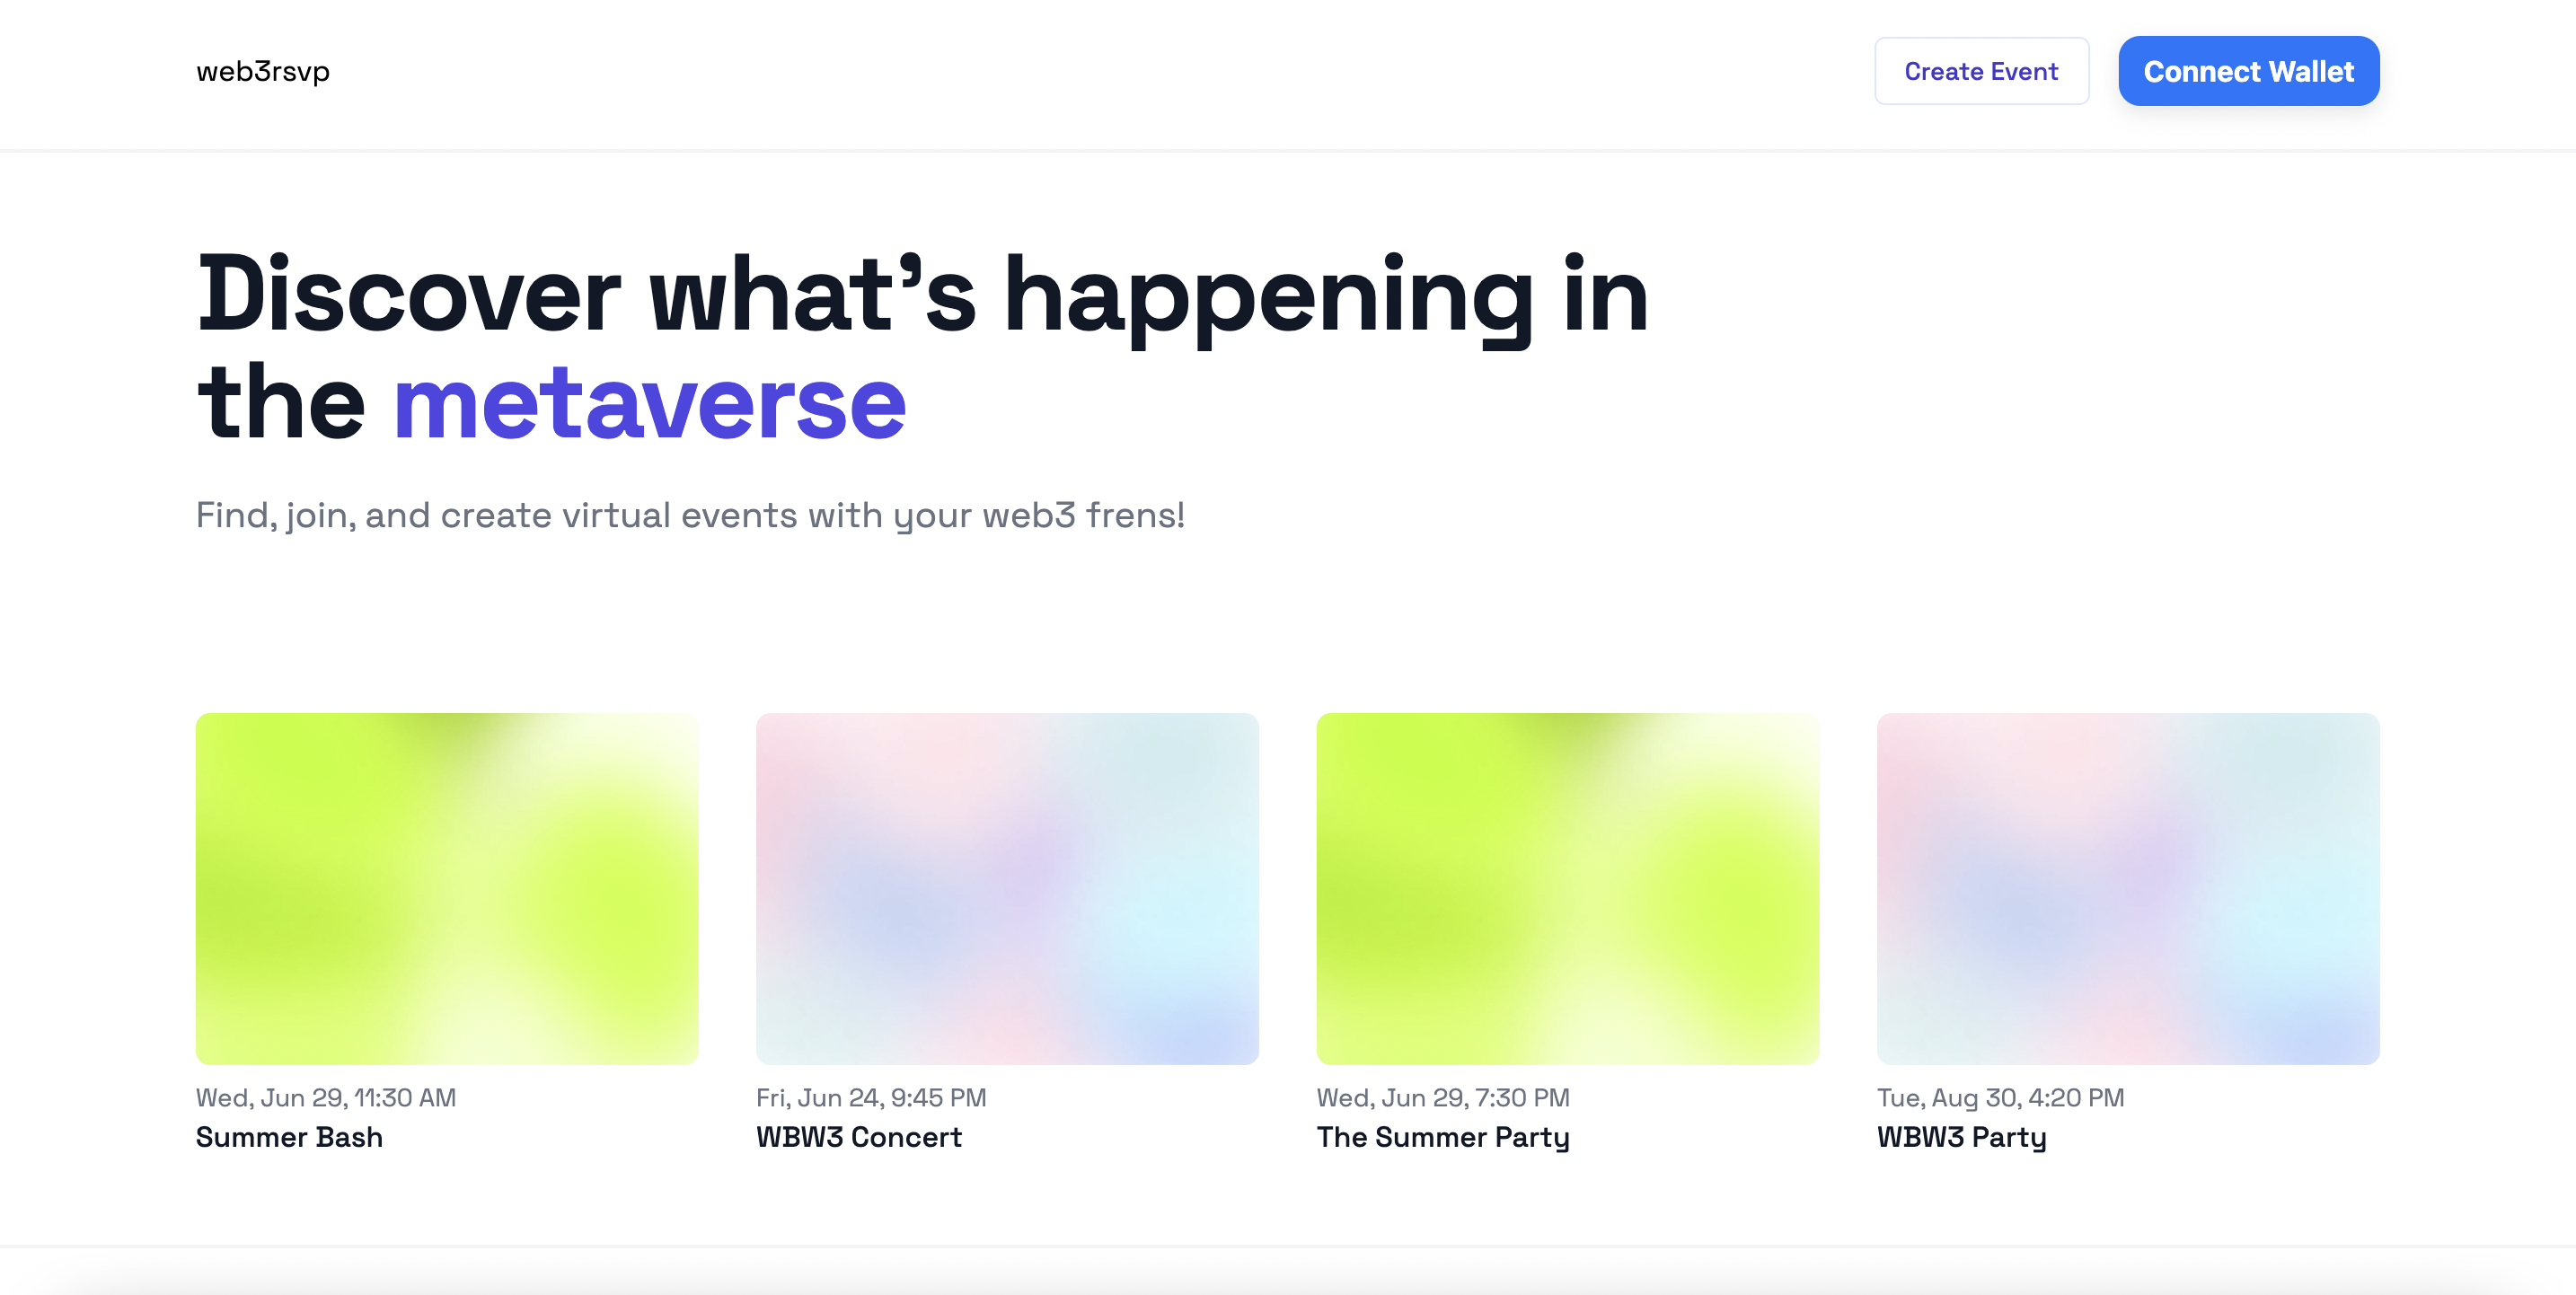 web3rsvp
Create Event
Connect Wallet
Discover what’s happening in
the metaverse
Find, join, and create virtual events with your web3 frens!
Wed, Jun 29, 11:30 AM
Summer Bash
Fri, Jun 24, 9:45 PM
WBW3 Concert
Wed, Jun 29, 7:30 PM
The Summer Party
Tue, Aug 30, 4:20 PM
WBW3 Party